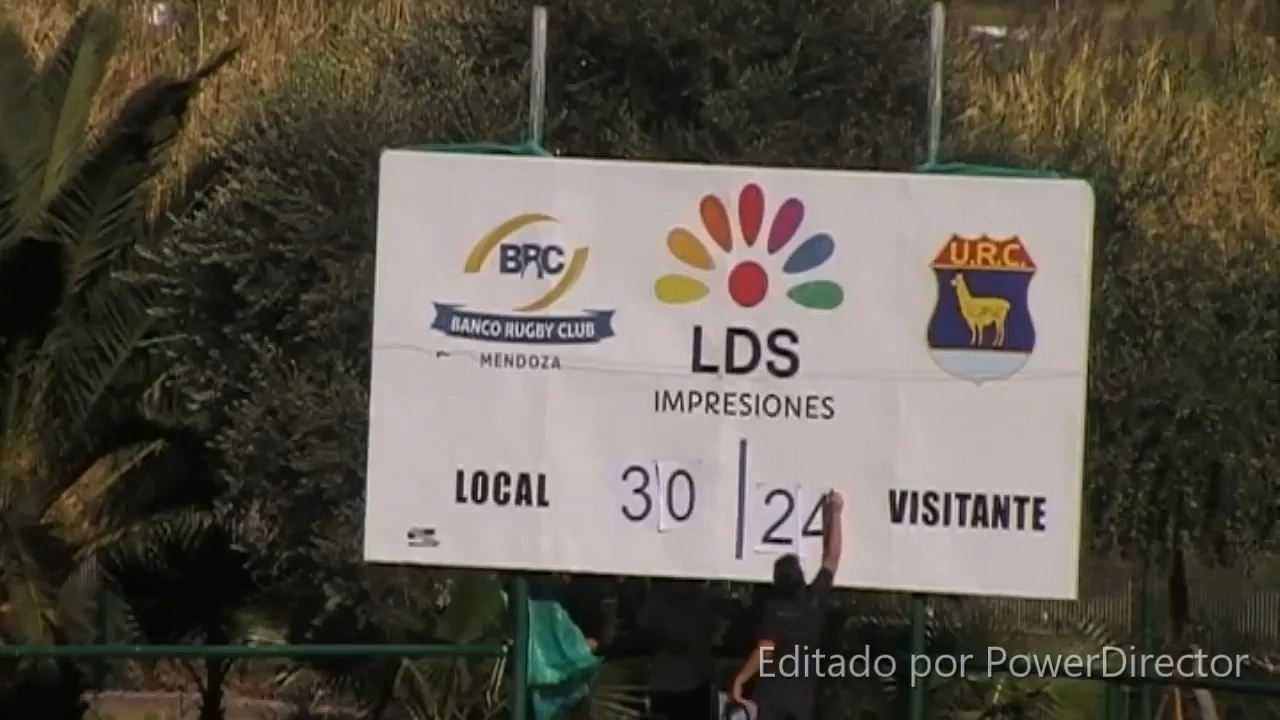 BRC
BANCO RUGBY CLUB
MENDOZA
LDS
IMPRESIONES
U.R.C.
LOCAL 30 | 24 VISITANTE
Editado por PowerDirector